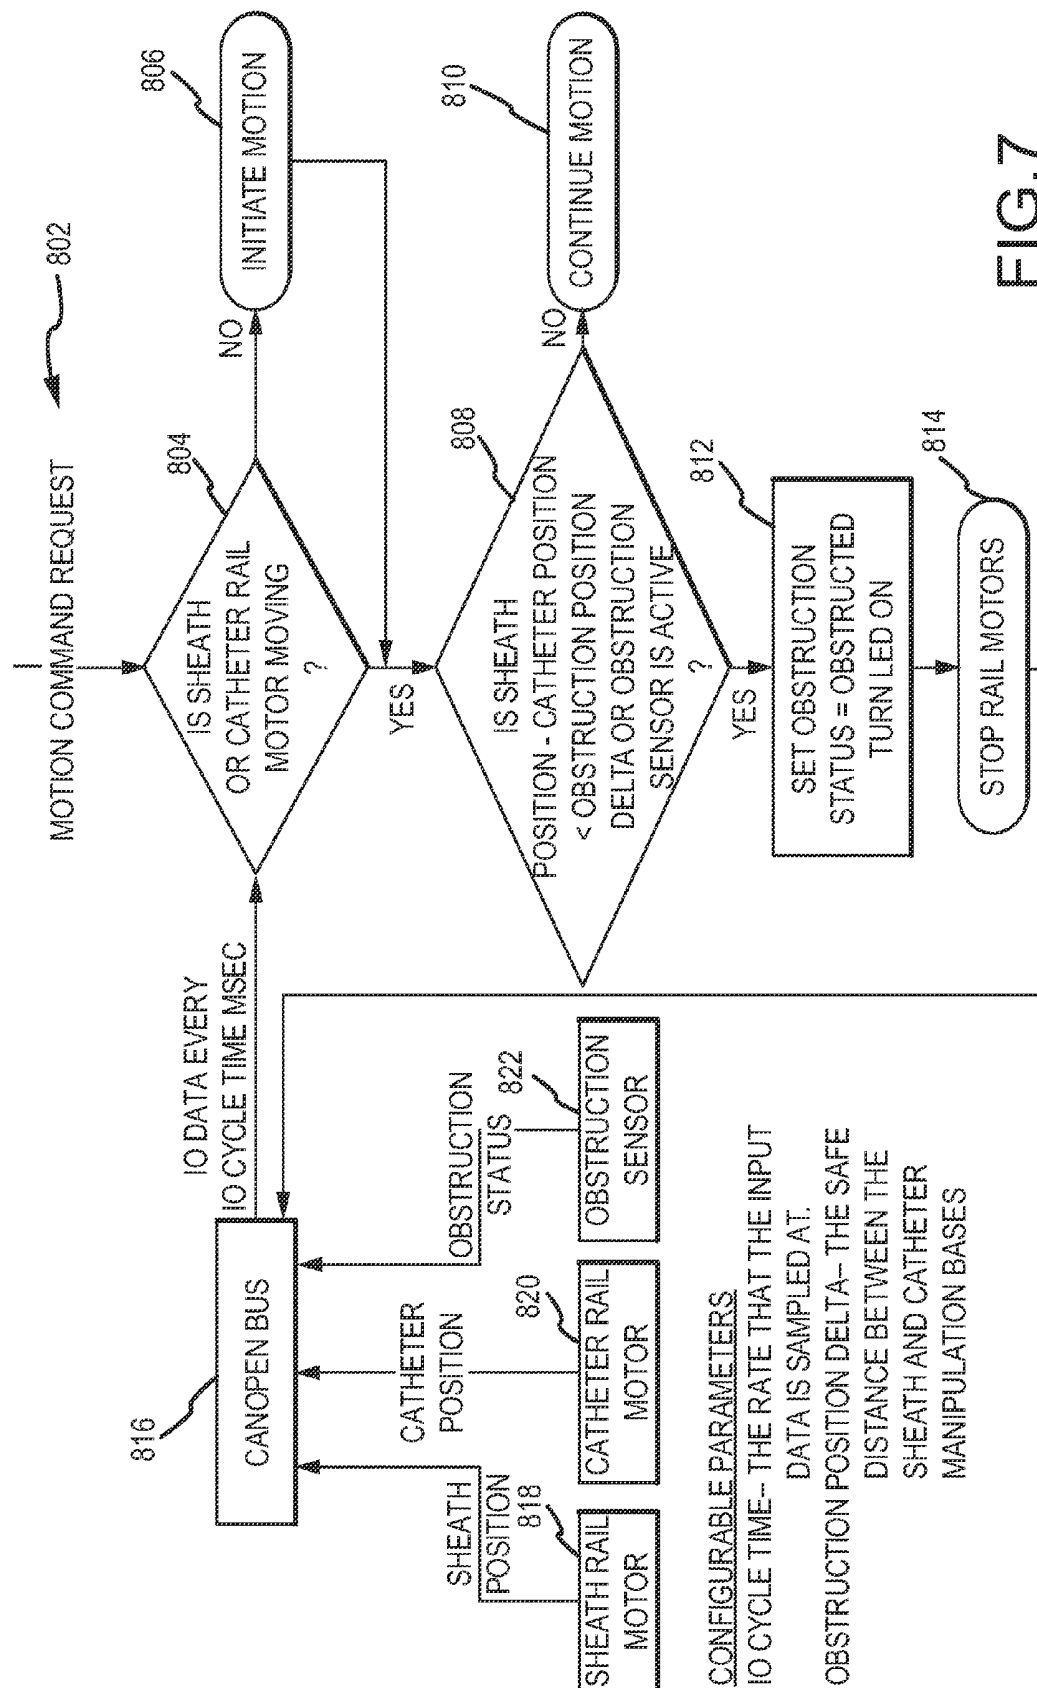 MOTION COMMAND REQUEST
802
IO DATA EVERY
IO CYCLE TIME MSEC
804
IS SHEATH
OR CATHETER RAIL
MOTOR MOVING
?
NO
806
INITIATE MOTION
YES
816
CANOPEN BUS
SHEATH
POSITION
818
CATHETER
POSITION
820
OBSTRUCTION
STATUS
822
SHEATH RAIL
MOTOR
CATHETER RAIL
MOTOR
OBSTRUCTION
SENSOR
808
IS SHEATH
POSITION - CATHETER POSITION
< OBSTRUCTION POSITION
DELTA OR OBSTRUCTION
SENSOR IS ACTIVE
?
NO
810
CONTINUE MOTION
YES
812
SET OBSTRUCTION
STATUS = OBSTRUCTED
TURN LED ON
814
STOP RAIL MOTORS
CONFIGURABLE PARAMETERS
IO CYCLE TIME-- THE RATE THAT THE INPUT
DATA IS SAMPLED AT.
OBSTRUCTION POSITION DELTA-- THE SAFE
DISTANCE BETWEEN THE
SHEATH AND CATHETER
MANIPULATION BASES
FIG.7